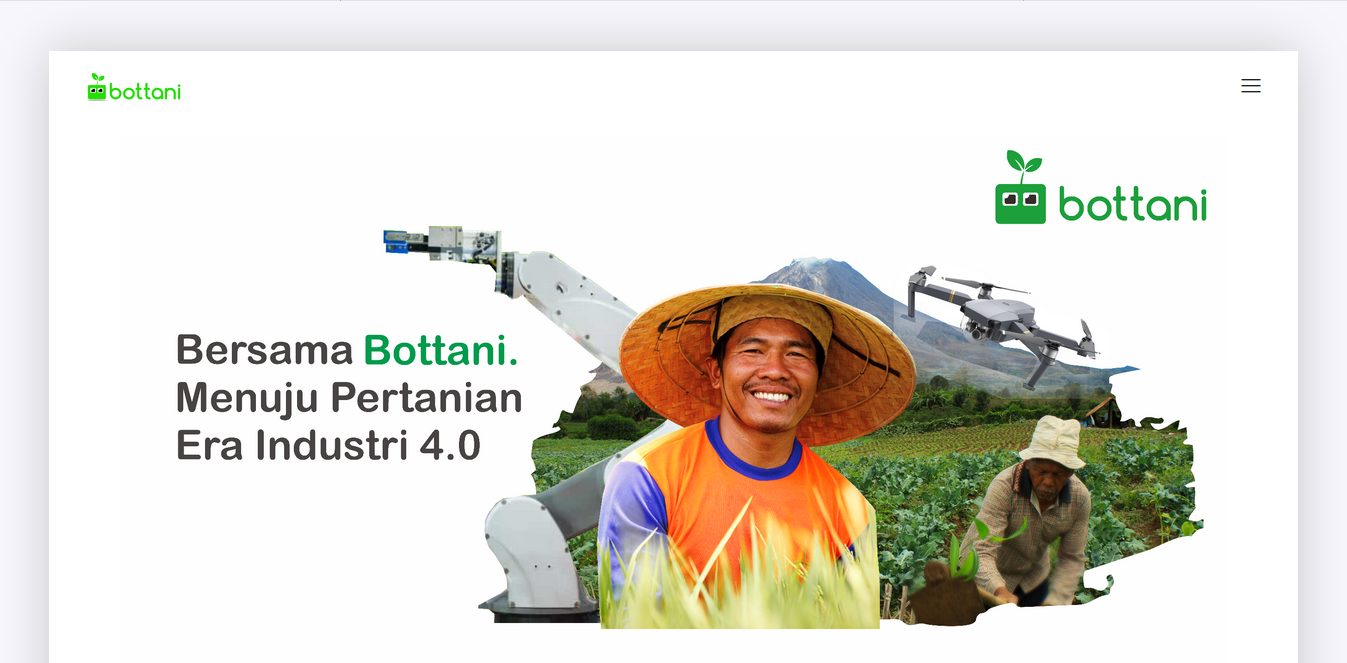 bottani
bottani
Bersama Bottani.
Menuju Pertanian
Era Industri 4.0